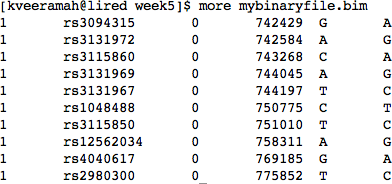 [kveeramah@lired week5]$ more mybinaryfile.bim
1 rs3094315 0 742429 G A
1 rs3131972 0 742584 A G
1 rs3115860 0 743268 C A
1 rs3131969 0 744045 A G
1 rs3131967 0 744197 T C
1 rs1048488 0 750775 C T
1 rs3115850 0 751010 T C
1 rs12562034 0 758311 A G
1 rs4040617 0 769185 G A
1 rs2980300 0 775852 T C